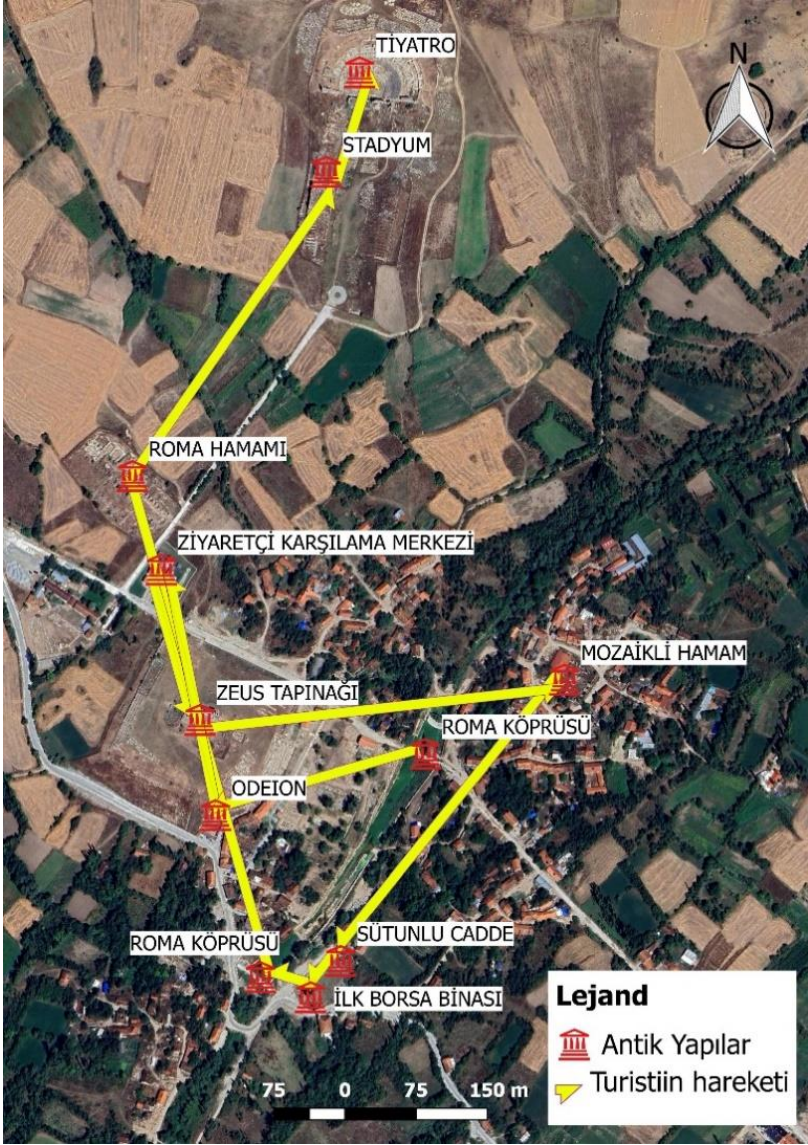 TİYATRO
N
STADYUM
ROMA HAMAMI
ZİYARETÇİ KARŞILAMA MERKEZİ
MOZAİKLİ HAMAM
ZEUS TAPINAĞI
ROMA KÖPRÜSÜ
ODEION
SÜTUNLU CADDE
ROMA KÖPRÜSÜ
İLK BORSA BİNASI
Lejand
Antik Yapılar
Turistiin hareketi
75 0 75 150 m